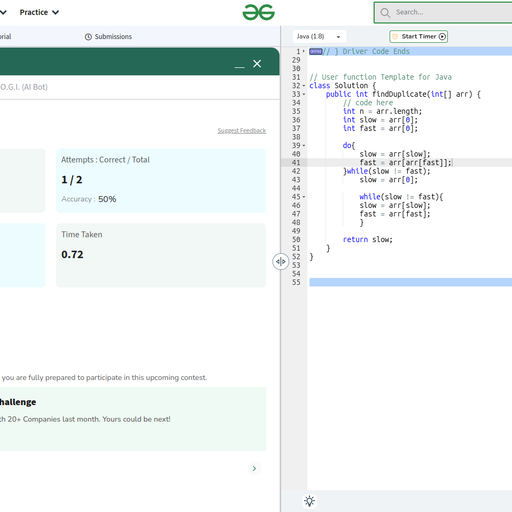 Practice
Search...
orial
Submissions
Java (1.8)
Start Timer
O.G.I. (AI Bot)
Suggest Feedback
Attempts : Correct / Total
1 / 2
Accuracy : 50%
Time Taken
0.72
you are fully prepared to participate in this upcoming contest.
hallenge
th 20+ Companies last month. Yours could be next!
1 // } Driver Code Ends
29
30
31 // User function Template for Java
32 class Solution {
33 public int findDuplicate(int[] arr) {
34 // code here
35 int n = arr.length;
36 int slow = arr[0];
37 int fast = arr[0];
38
39 do{
40 slow = arr[slow];
41 fast = arr[arr[fast]];
42 }while(slow != fast);
43 slow = arr[0];
44
45 while(slow != fast){
46 slow = arr[slow];
47 fast = arr[fast];
48 }
49
50 return slow;
51 }
52 }
53
54
55